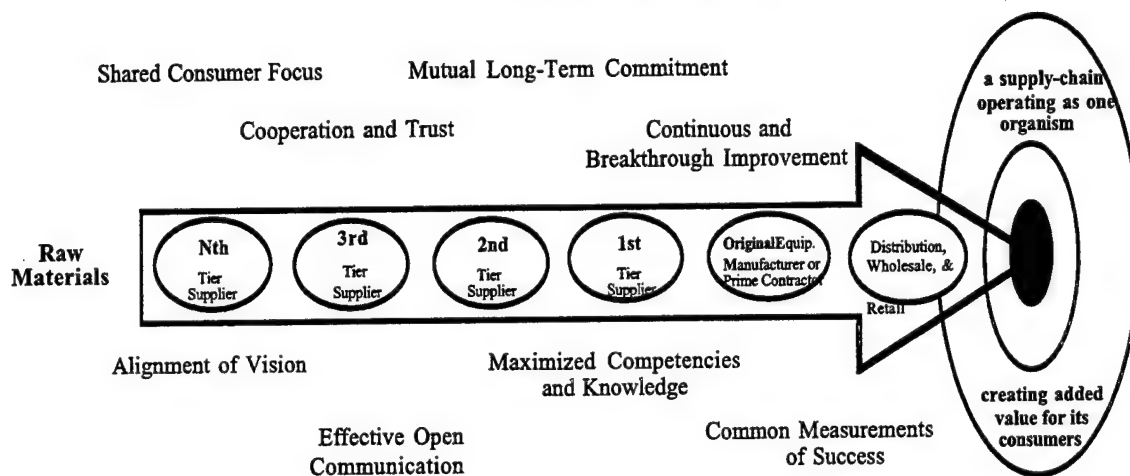 Shared Consumer Focus
Mutual Long-Term Commitment
Cooperation and Trust
Continuous and
Breakthrough Improvement
a supply-chain
operating as one
organism
Raw
Materials
Nth
Tier
Supplier
3rd
Tier
Supplier
2nd
Tier
Supplier
1st
Tier
Supplier
OriginalEquip.
Manufacturer or
Prime Contractor
Distribution,
Wholesale, &
Retail
Alignment of Vision
Maximized Competencies
and Knowledge
Effective Open
Communication
Common Measurements
of Success
creating added
value for its
consumers